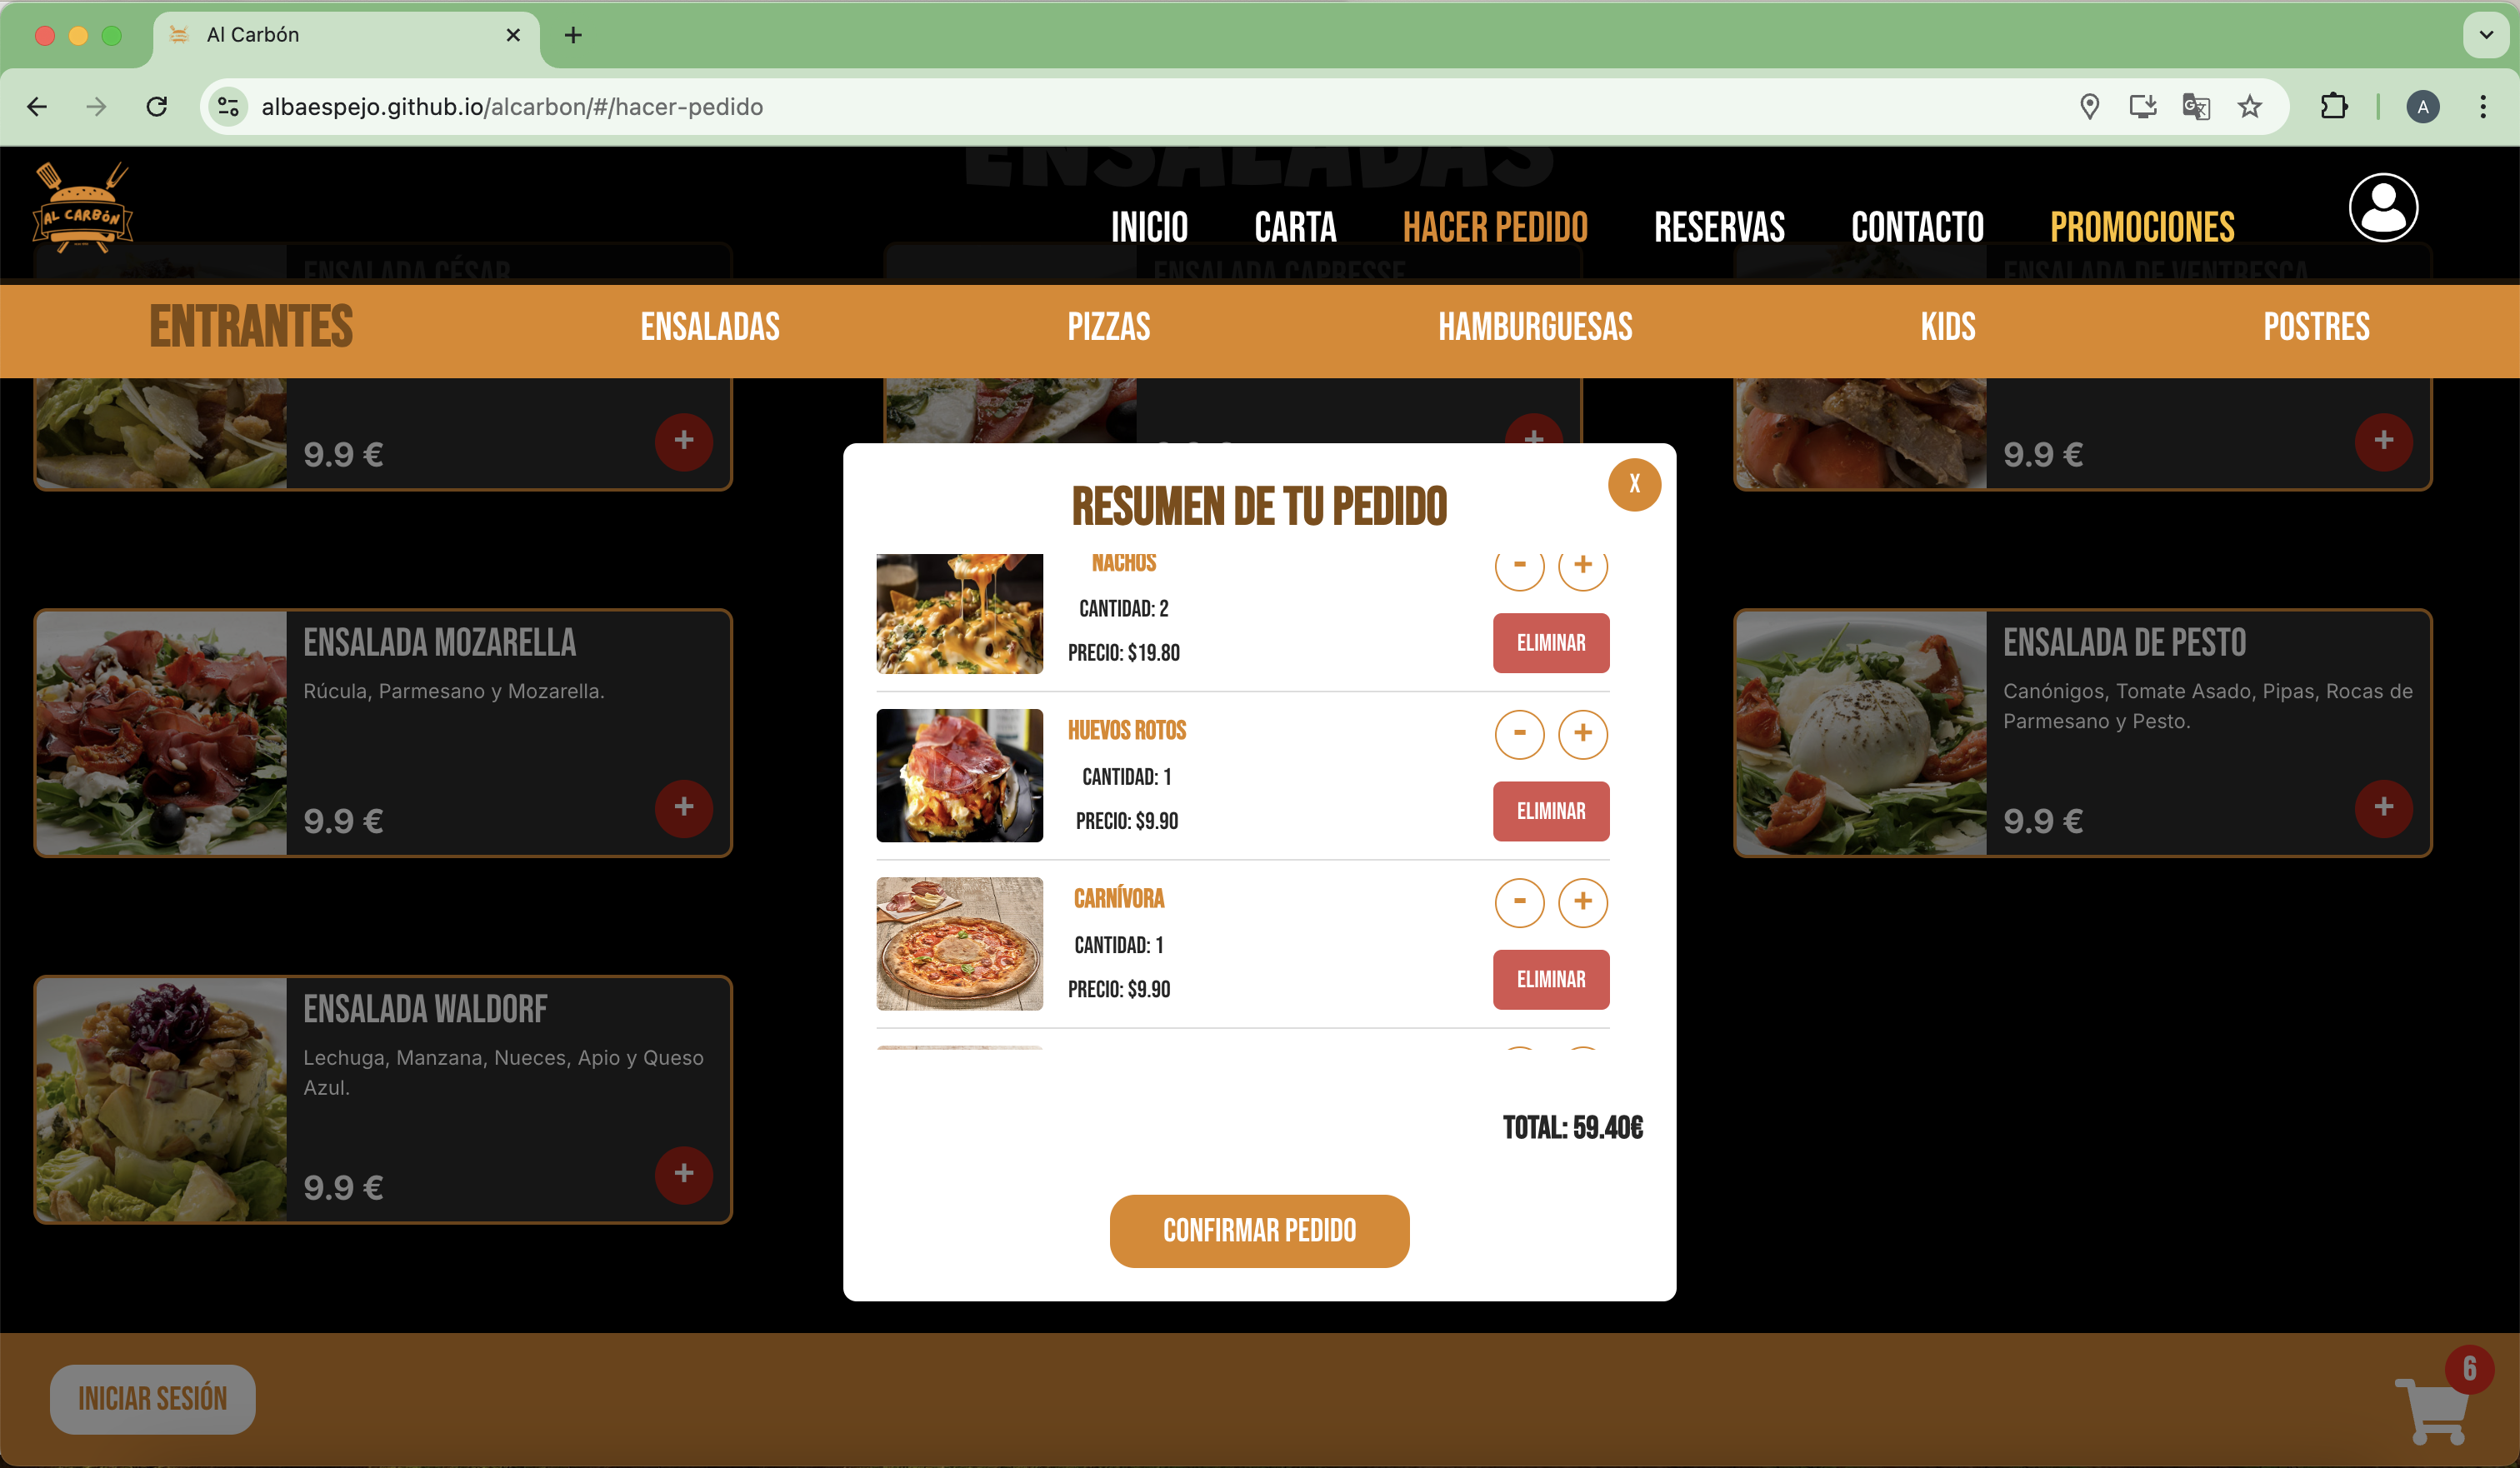 Al Carbón
albaespejo.github.io/alcarbon/#/hacer-pedido
A
ENSALADAS
AL CARBÓN
INICIO CARTA HACER PEDIDO RESERVAS CONTACTO PROMOCIONES
ENSALADA CÉSAR ENSALADA CAPRESSE ENSALADA DE VENTRESCA
ENTRANTES ENSALADAS PIZZAS HAMBURGUESAS KIDS POSTRES
9.9 € +
+
9.9 € +
RESUMEN DE TU PEDIDO
X
NACHOS
CANTIDAD: 2
PRECIO: $19.80
- +
ELIMINAR
HUEVOS ROTOS
CANTIDAD: 1
PRECIO: $9.90
- +
ELIMINAR
CARNÍVORA
CANTIDAD: 1
PRECIO: $9.90
- +
ELIMINAR
TOTAL: 59.40€
CONFIRMAR PEDIDO
ENSALADA MOZARELLA
Rúcula, Parmesano y Mozarella.
9.9 € +
ENSALADA DE PESTO
Canónigos, Tomate Asado, Pipas, Rocas de
Parmesano y Pesto.
9.9 € +
ENSALADA WALDORF
Lechuga, Manzana, Nueces, Apio y Queso
Azul.
9.9 € +
INICIAR SESIÓN
6